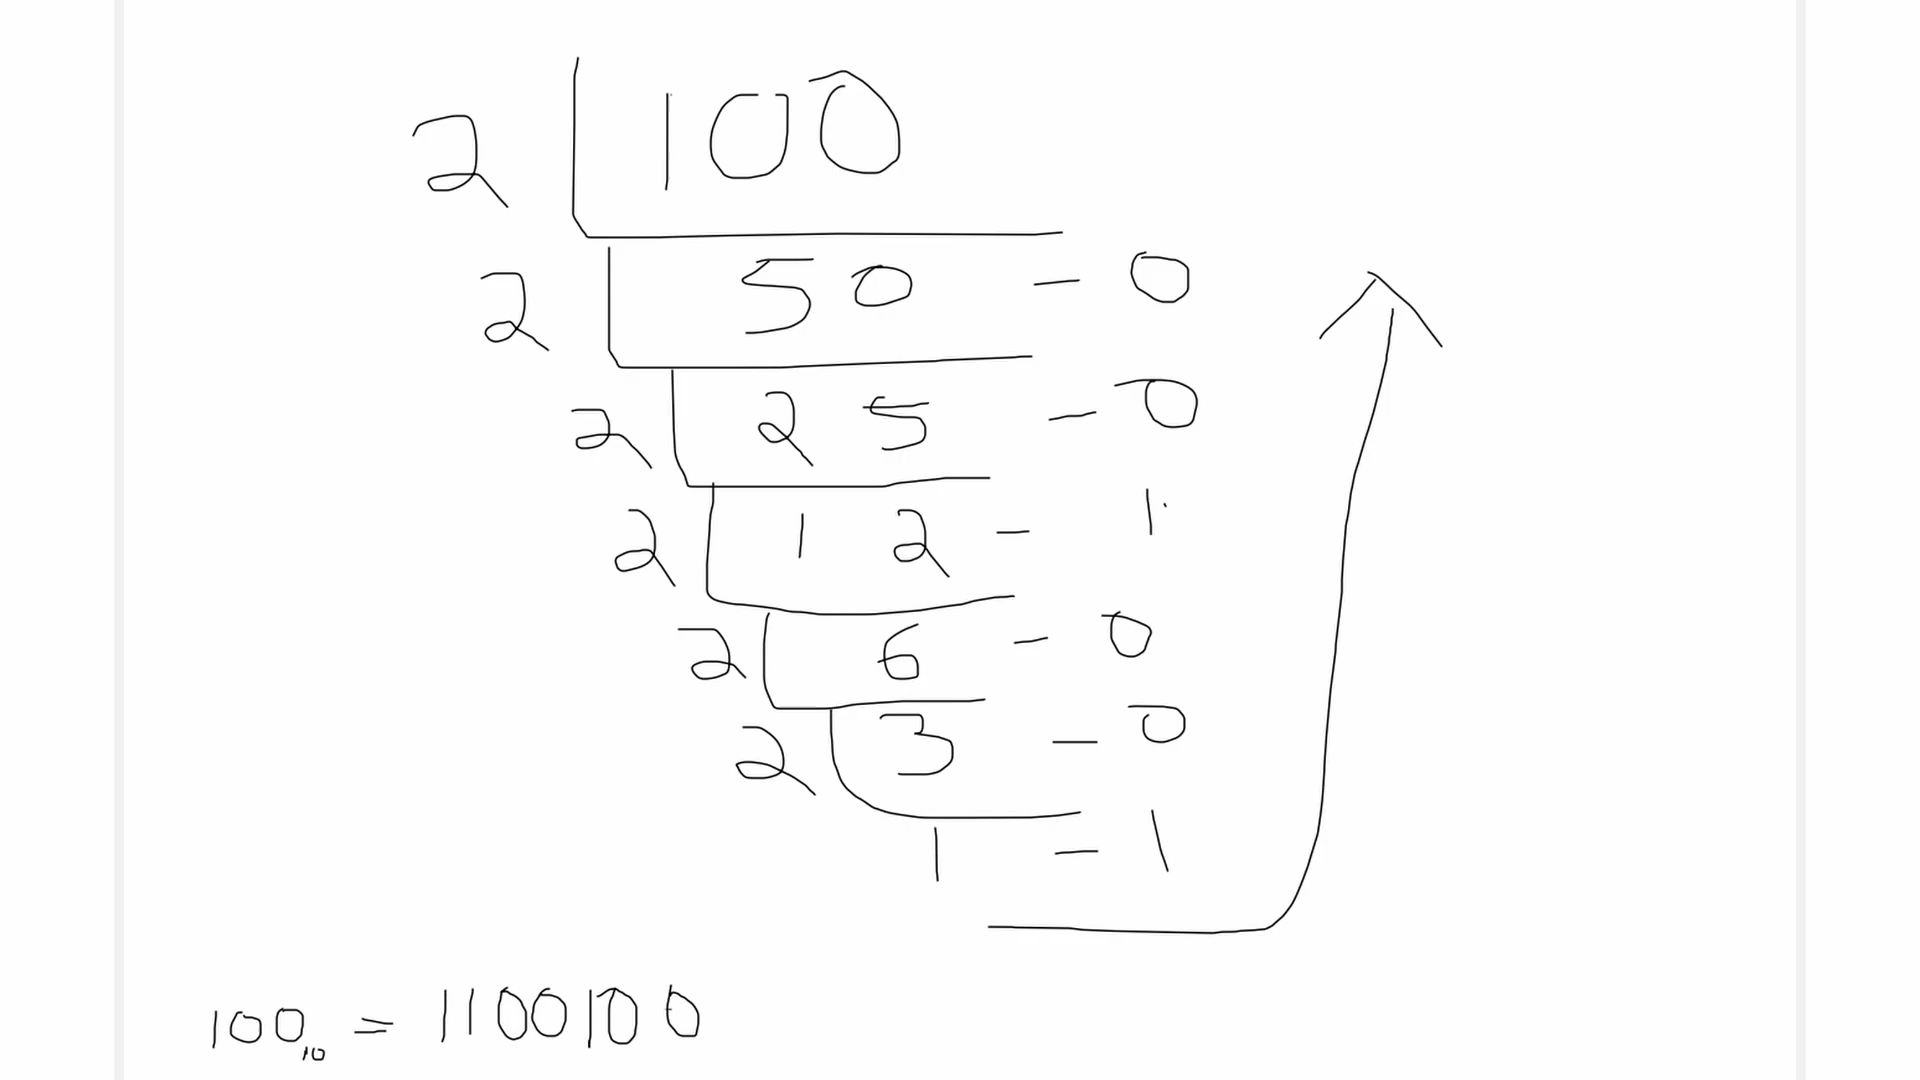 2 100
2 50 - 0
2 25 - 0
2 12 - 1
2 6 - 0
2 3 - 0
1 - 1
100₁₀ = 1100100